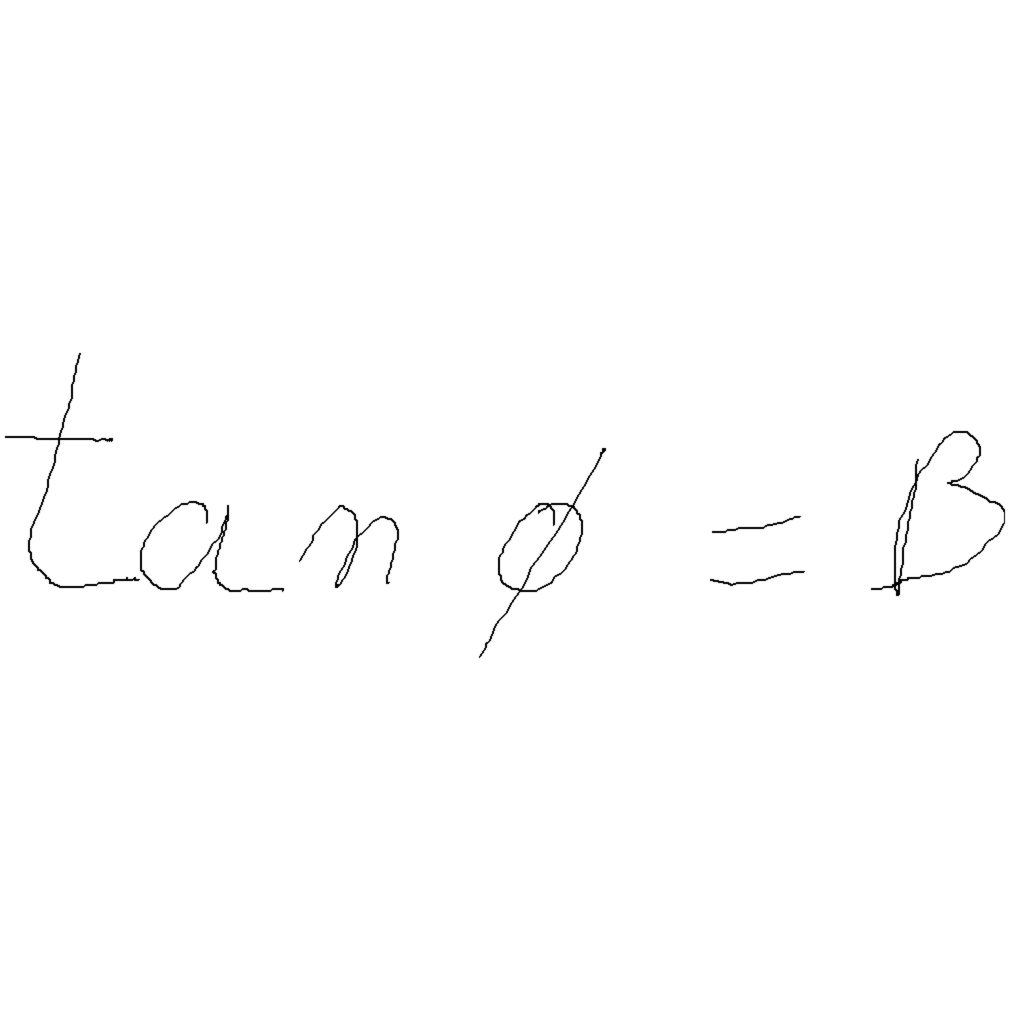 tan ϕ = β